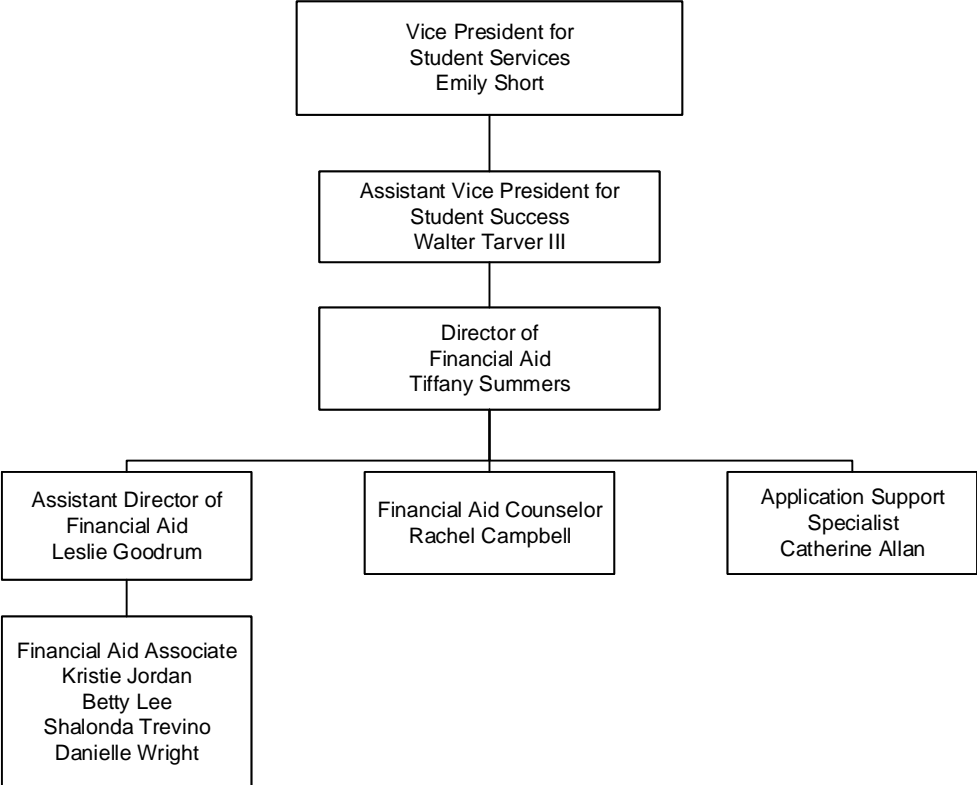 Vice President for
Student Services
Emily Short
Assistant Vice President for
Student Success
Walter Tarver III
Director of
Financial Aid
Tiffany Summers
Assistant Director of
Financial Aid
Leslie Goodrum
Financial Aid Counselor
Rachel Campbell
Application Support
Specialist
Catherine Allan
Financial Aid Associate
Kristie Jordan
Betty Lee
Shalonda Trevino
Danielle Wright